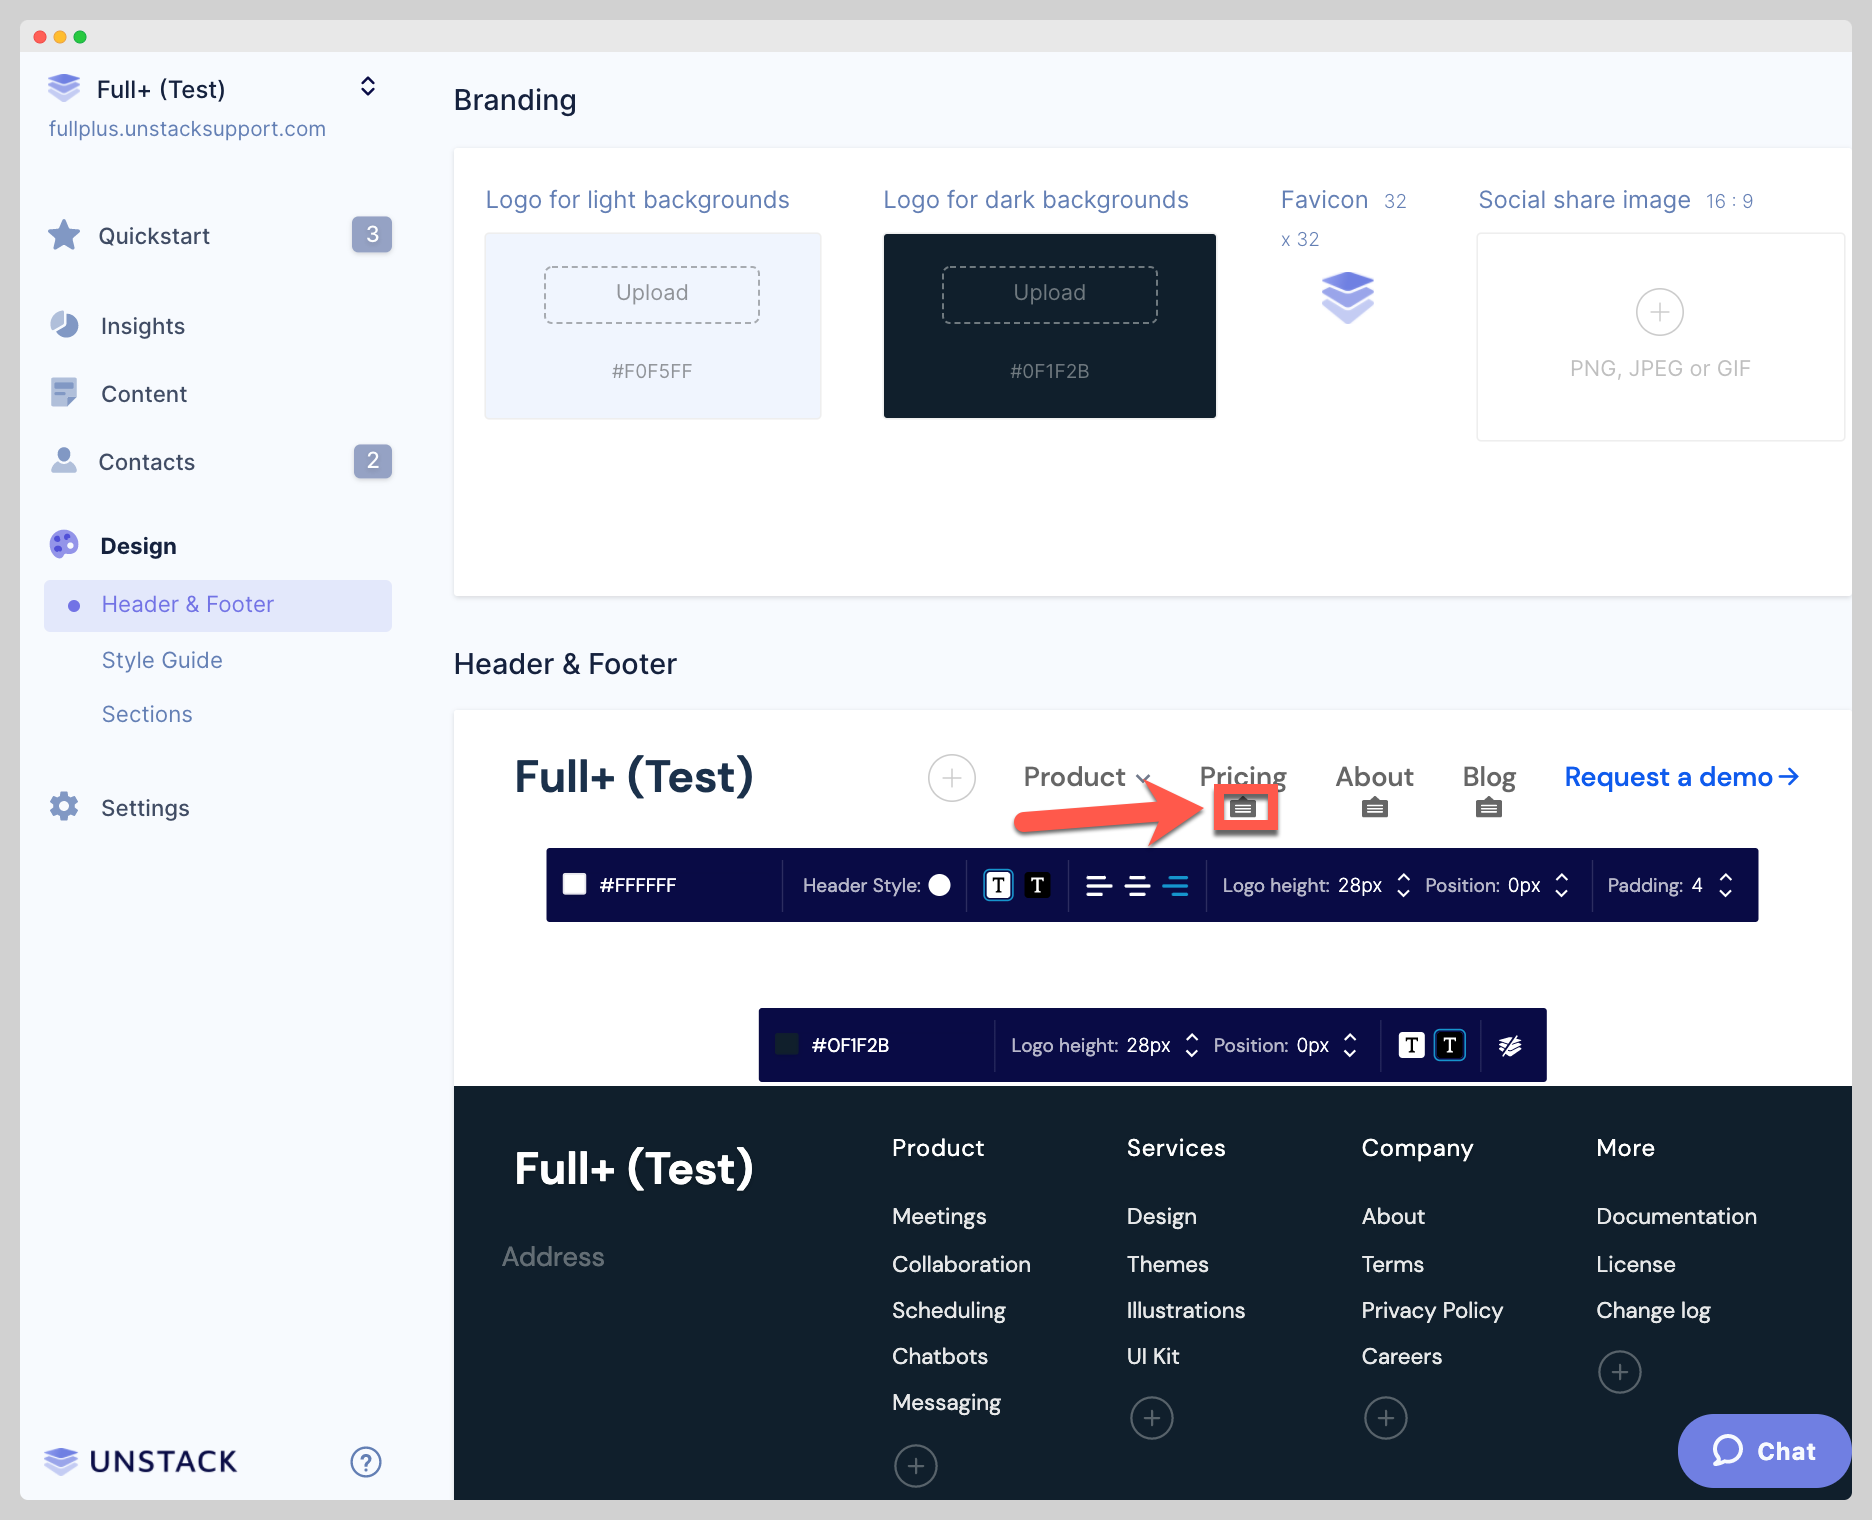 Full+ (Test)
fullplus.unstacksupport.com
Quickstart 3
Insights
Content
Contacts 2
Design
Header & Footer
Style Guide
Sections
Settings
UNSTACK ?
Branding
Logo for light backgrounds
Upload
#F0F5FF
Logo for dark backgrounds
Upload
#0F1F2B
Favicon 32
x 32
Social share image 16 : 9
PNG, JPEG or GIF
Header & Footer
Full+ (Test) Product Pricing About Blog Request a demo
#FFFFFF Header Style: T T Logo height: 28px Position: 0px Padding: 4
#0F1F2B Logo height: 28px Position: 0px T T
Full+ (Test)
Address
Product
Meetings
Collaboration
Scheduling
Chatbots
Messaging
Services
Design
Themes
Illustrations
UI Kit
Company
About
Terms
Privacy Policy
Careers
More
Documentation
License
Change log
Chat